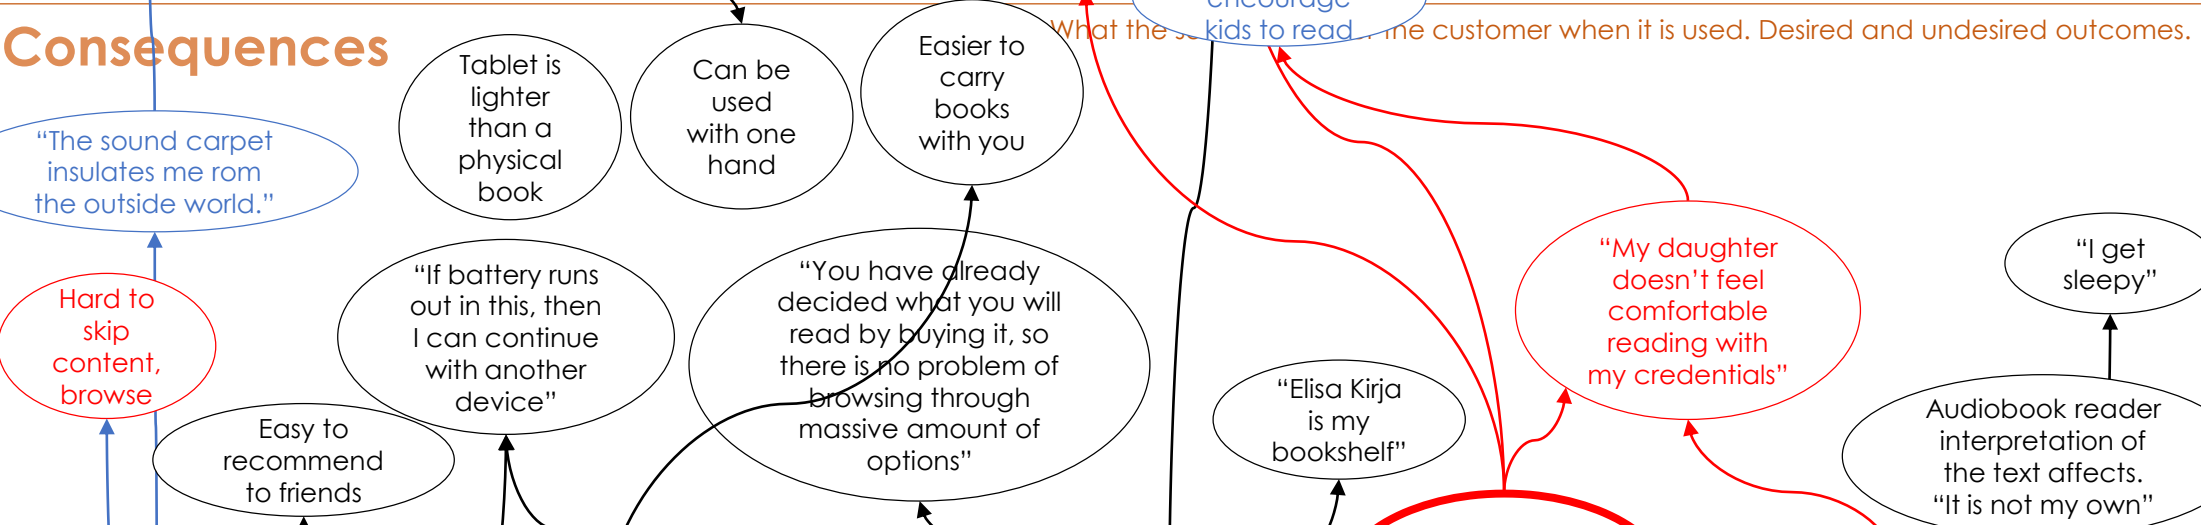 encourage
kids to read
What the
the customer when it is used. Desired and undesired outcomes.
Consequences
Tablet is
lighter
than a
physical
book
Can be
used
with one
hand
Easier to
carry
books
with you
“The sound carpet
insulates me rom
the outside world.”
Hard to
skip
content,
browse
“If battery runs
out in this, then
I can continue
with another
device”
“You have already
decided what you will
read by buying it, so
there is no problem of
browsing through
massive amount of
options”
“My daughter
doesn’t feel
comfortable
reading with
my credentials”
“I get
sleepy”
Easy to
recommend
to friends
“Elisa Kirja
is my
bookshelf”
Audiobook reader
interpretation of
the text affects.
“It is not my own”